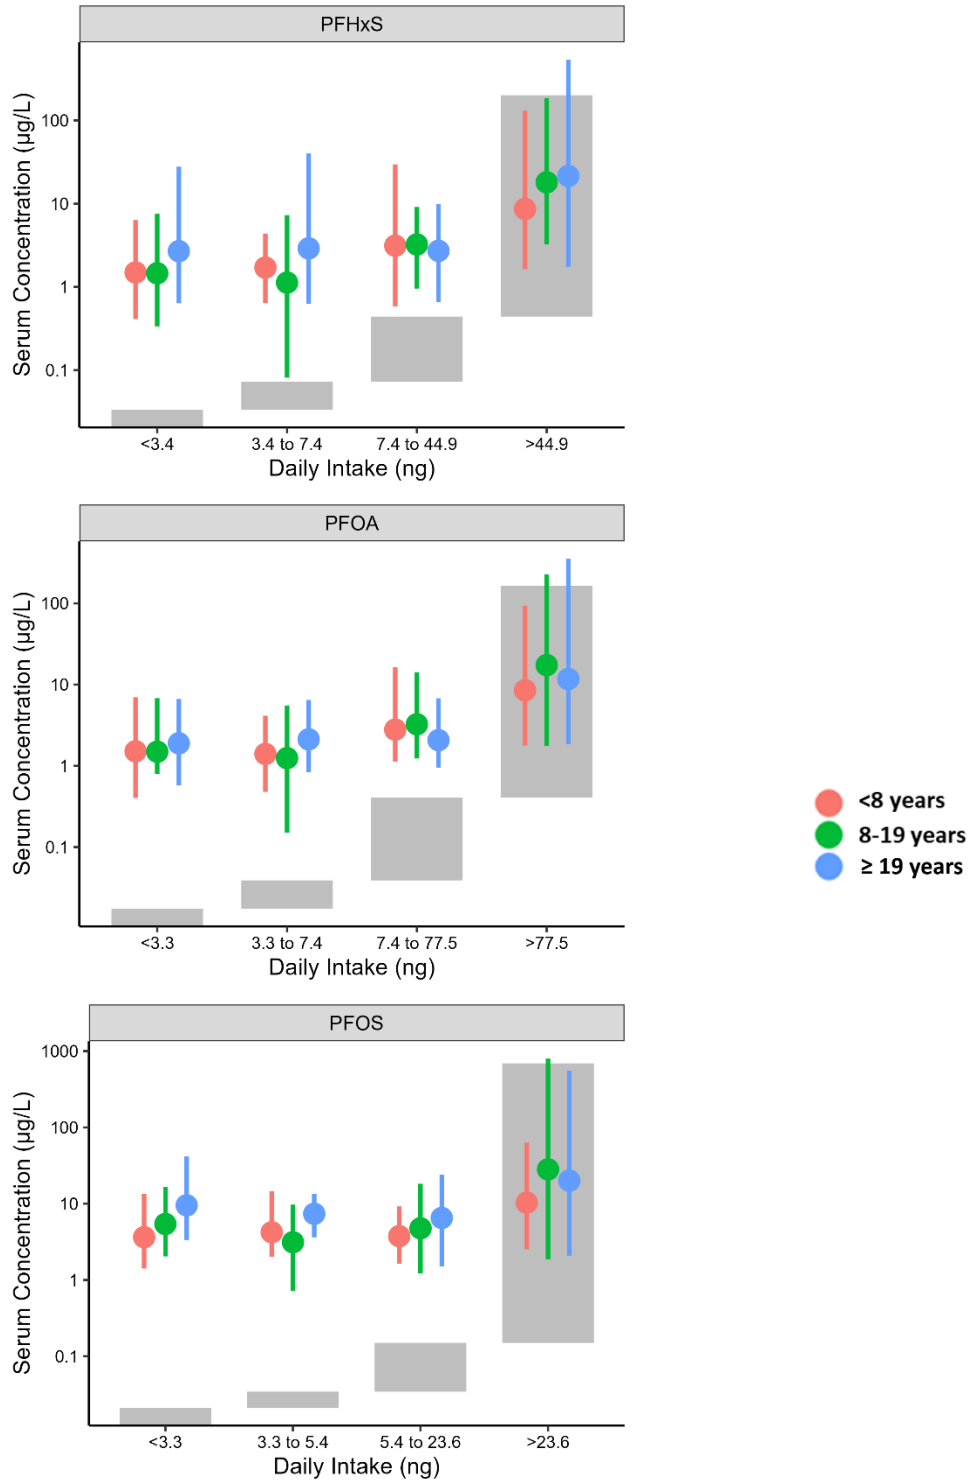 PFHxS
Serum Concentration (µg/L)
100
10
1
0.1
<3.4
3.4 to 7.4
7.4 to 44.9
>44.9
Daily Intake (ng)
PFOA
Serum Concentration (µg/L)
100
10
1
0.1
<3.3
3.3 to 7.4
7.4 to 77.5
>77.5
Daily Intake (ng)
<8 years
8-19 years
≥ 19 years
PFOS
Serum Concentration (µg/L)
1000
100
10
1
0.1
<3.3
3.3 to 5.4
5.4 to 23.6
>23.6
Daily Intake (ng)